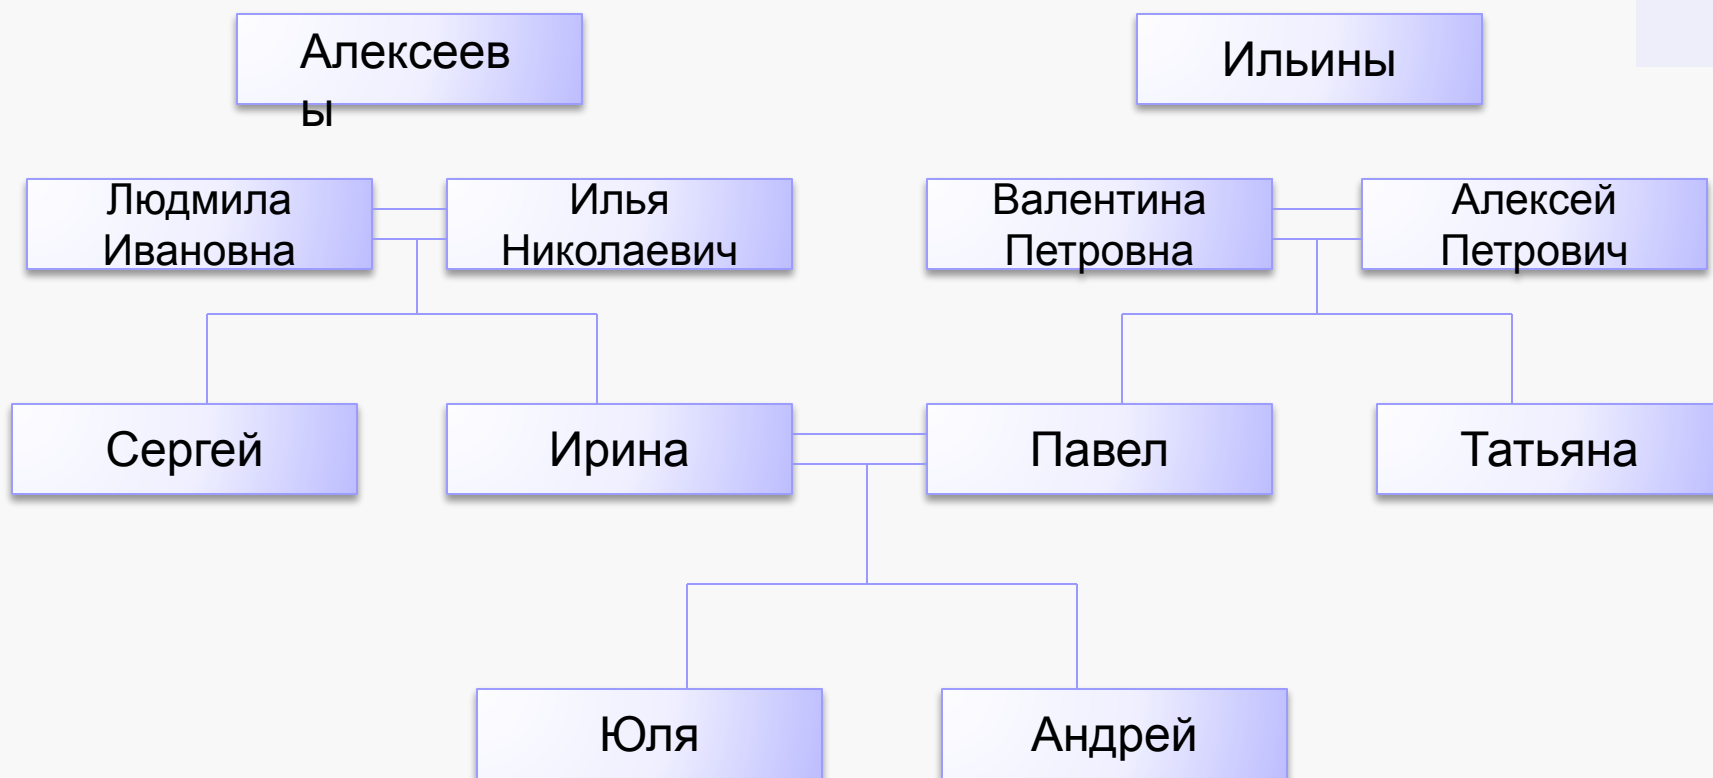 Алексеев
ы
Ильины
Людмила
Ивановна
Илья
Николаевич
Валентина
Петровна
Алексей
Петрович
Сергей
Ирина
Павел
Татьяна
Юля
Андрей